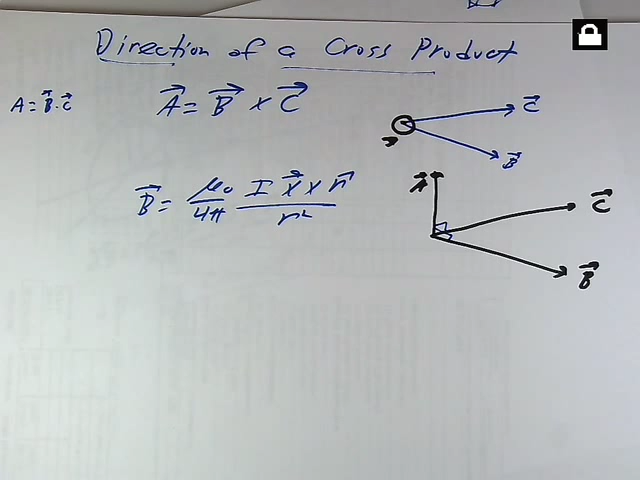 Direction of a Cross Product
A = B⃗ · C⃗
A⃗ = B⃗ × C⃗
C⃗
B⃗
A⃗
C⃗
B⃗
B⃗ = μ₀/4π I x⃗ × r⃗ / r²